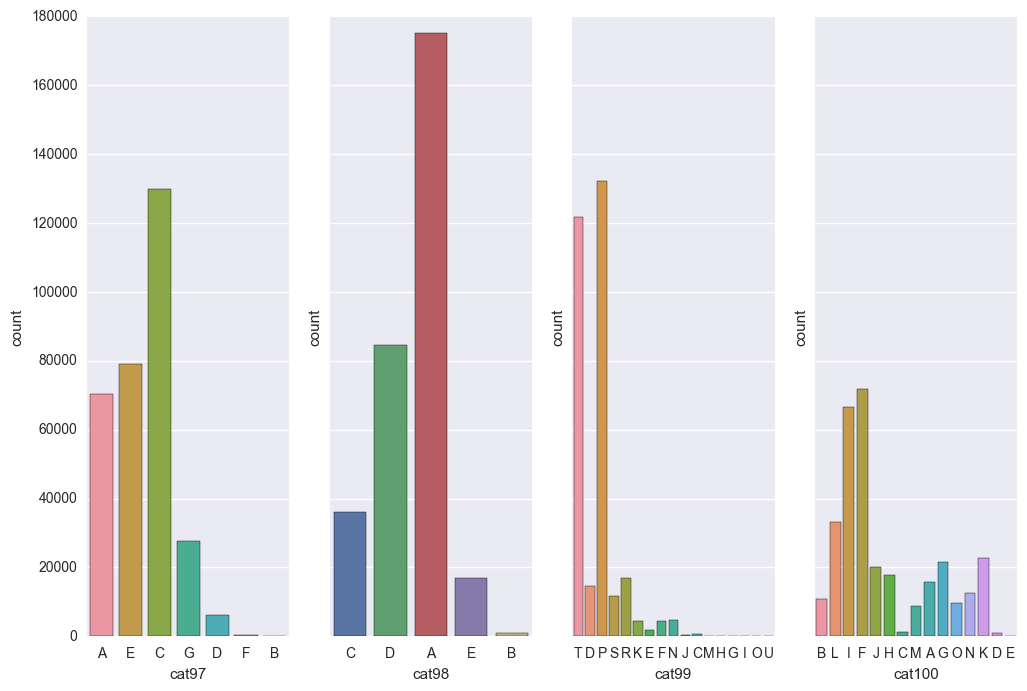 180000
160000
140000
120000
100000
80000
60000
40000
20000
0
count
A E C G D F B
cat97
count
C D A E B
cat98
count
T D P S R K E F N J C M H G I O U
cat99
count
B L I F J H C M A G O N K D E
cat100